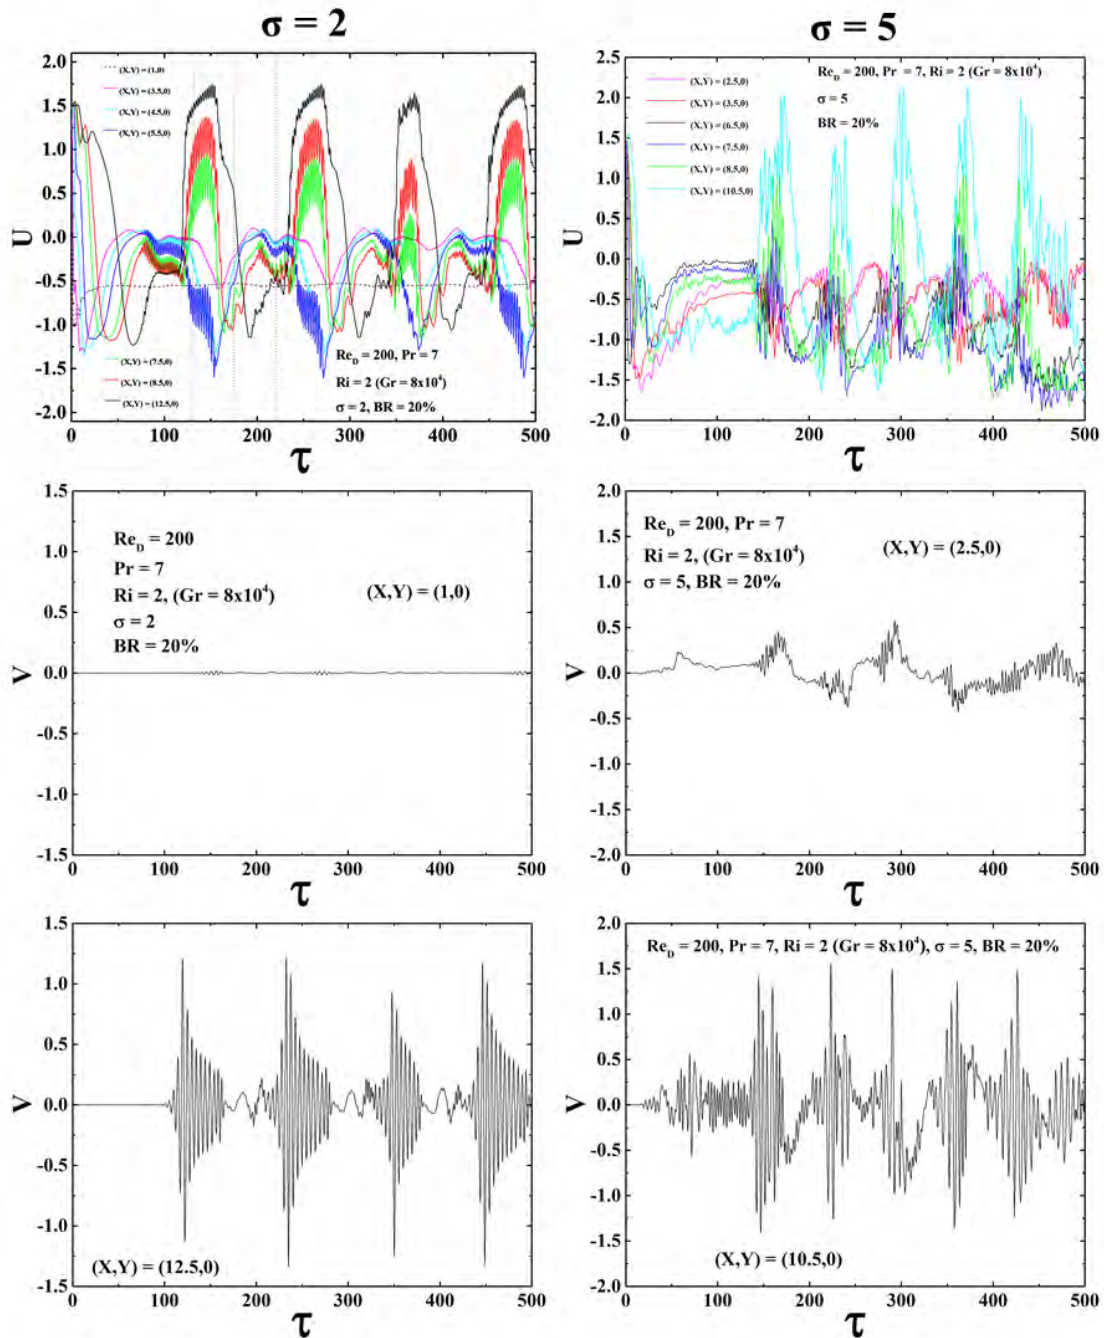 σ = 2
σ = 5
2.0
1.5
1.0
0.5
0.0
-0.5
-1.0
-1.5
-2.0
U
(X,Y) = (1,0)
(X,Y) = (3.5,0)
(X,Y) = (4.5,0)
(X,Y) = (5.5,0)
(X,Y) = (7.5,0)
(X,Y) = (8.5,0)
(X,Y) = (12.5,0)
Re_D = 200, Pr = 7
Ri = 2 (Gr = 8x10⁴)
σ = 2, BR = 20%
0 100 200 300 400 500
τ
2.5
2.0
1.5
1.0
0.5
0.0
-0.5
-1.0
-1.5
-2.0
U
(X,Y) = (2.5,0)
(X,Y) = (3.5,0)
(X,Y) = (6.5,0)
(X,Y) = (7.5,0)
(X,Y) = (8.5,0)
(X,Y) = (10.5,0)
Re_D = 200, Pr = 7, Ri = 2 (Gr = 8x10⁴)
σ = 5
BR = 20%
0 100 200 300 400 500
τ
1.5
1.0
0.5
0.0
-0.5
-1.0
-1.5
V
Re_D = 200
Pr = 7
Ri = 2, (Gr = 8x10⁴)
σ = 2
BR = 20%
(X,Y) = (1,0)
0 100 200 300 400 500
τ
2.0
1.5
1.0
0.5
0.0
-0.5
-1.0
-1.5
-2.0
V
Re_D = 200, Pr = 7
Ri = 2, (Gr = 8x10⁴)
σ = 5, BR = 20%
(X,Y) = (2.5,0)
0 100 200 300 400 500
τ
1.5
1.0
0.5
0.0
-0.5
-1.0
-1.5
V
(X,Y) = (12.5,0)
0 100 200 300 400 500
τ
2.0
1.5
1.0
0.5
0.0
-0.5
-1.0
-1.5
-2.0
V
Re_D = 200, Pr = 7, Ri = 2 (Gr = 8x10⁴), σ = 5, BR = 20%
(X,Y) = (10.5,0)
0 100 200 300 400 500
τ